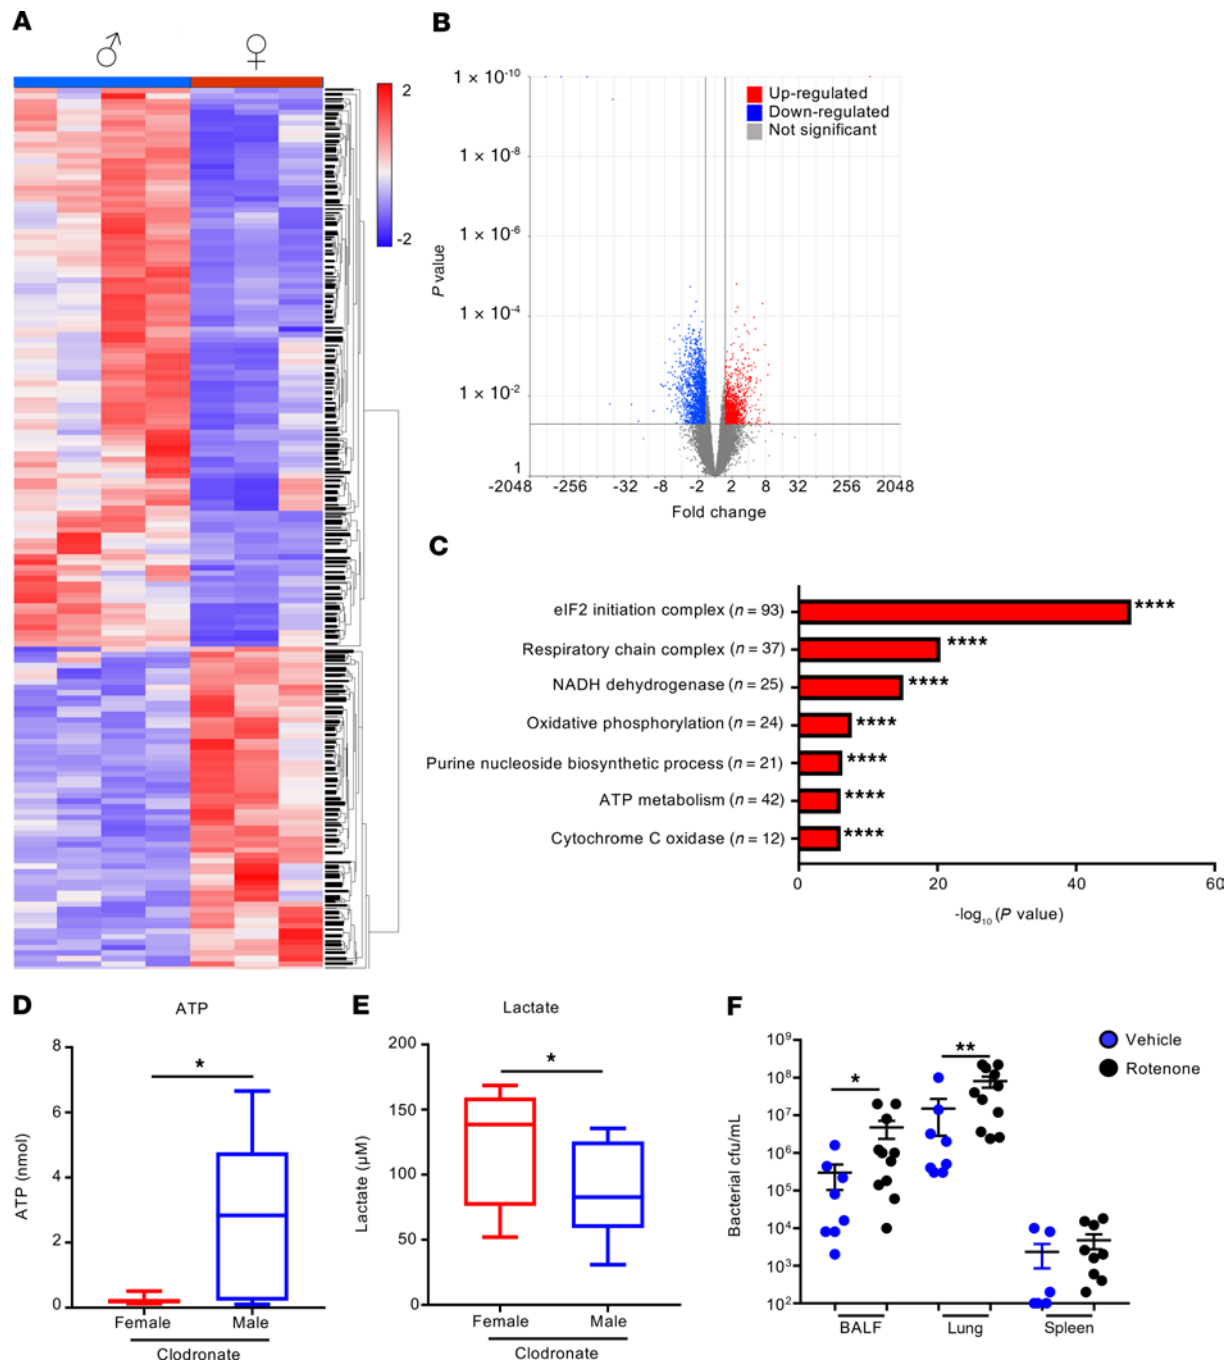 A
♂ ♀
2
-2
B
1 × 10-10
1 × 10-8
1 × 10-6
1 × 10-4
1 × 10-2
1
P value
Up-regulated
Down-regulated
Not significant
-2048 -256 -32 -8 -2 2 8 32 256 2048
Fold change
C
eIF2 initiation complex (n = 93) ****
Respiratory chain complex (n = 37) ****
NADH dehydrogenase (n = 25) ****
Oxidative phosphorylation (n = 24) ****
Purine nucleoside biosynthetic process (n = 21) ****
ATP metabolism (n = 42) ****
Cytochrome C oxidase (n = 12) ****
0 20 40 60
-log10 (P value)
D
ATP
8
6
4
2
0
ATP (nmol)
*
Female Male
Clodronate
E
Lactate
200
150
100
50
0
Lactate (µM)
*
Female Male
Clodronate
F
Vehicle
Rotenone
109
108
107
106
105
104
103
102
Bacterial cfu/mL
*
**
BALF Lung Spleen